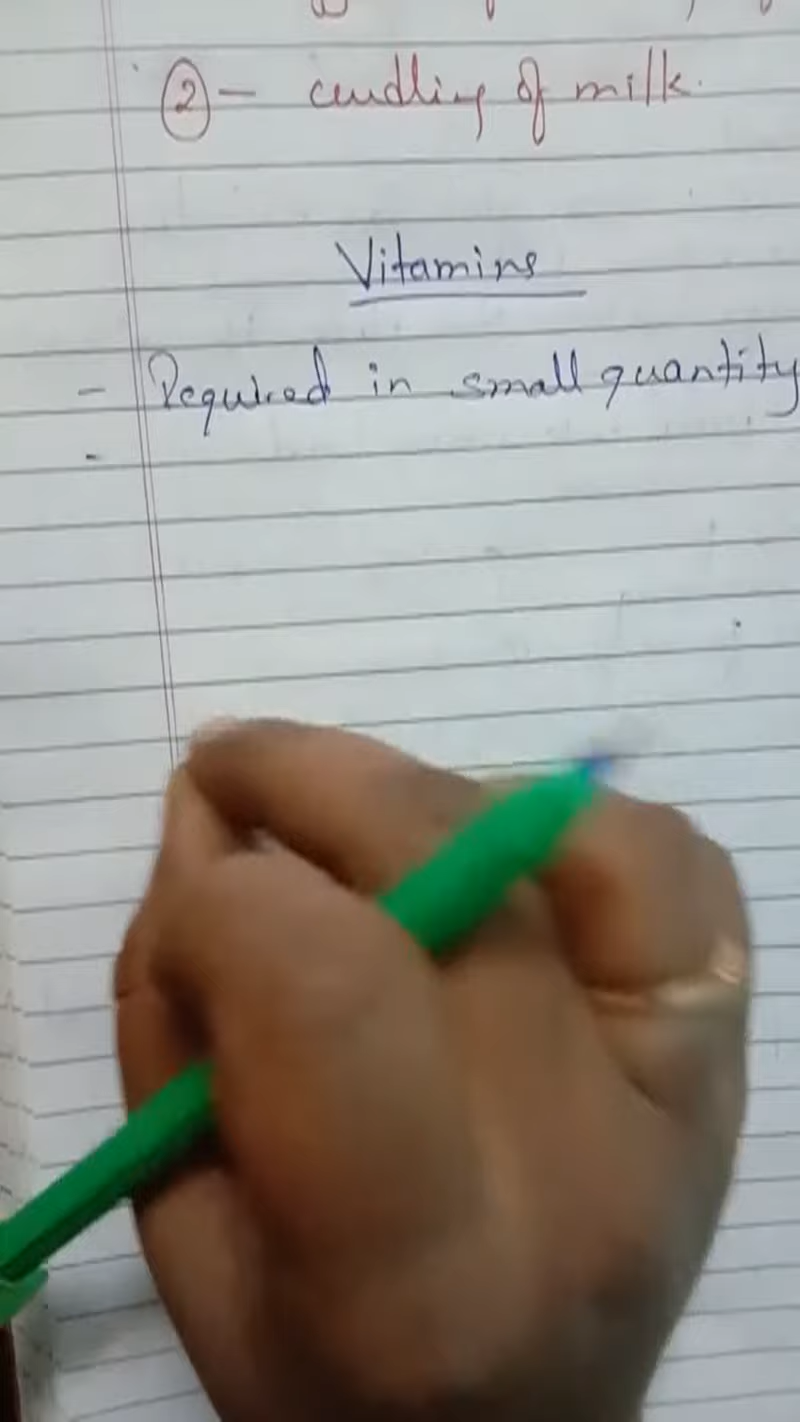 ② - curdling of milk.
Vitamins
- Required in small quantity
-